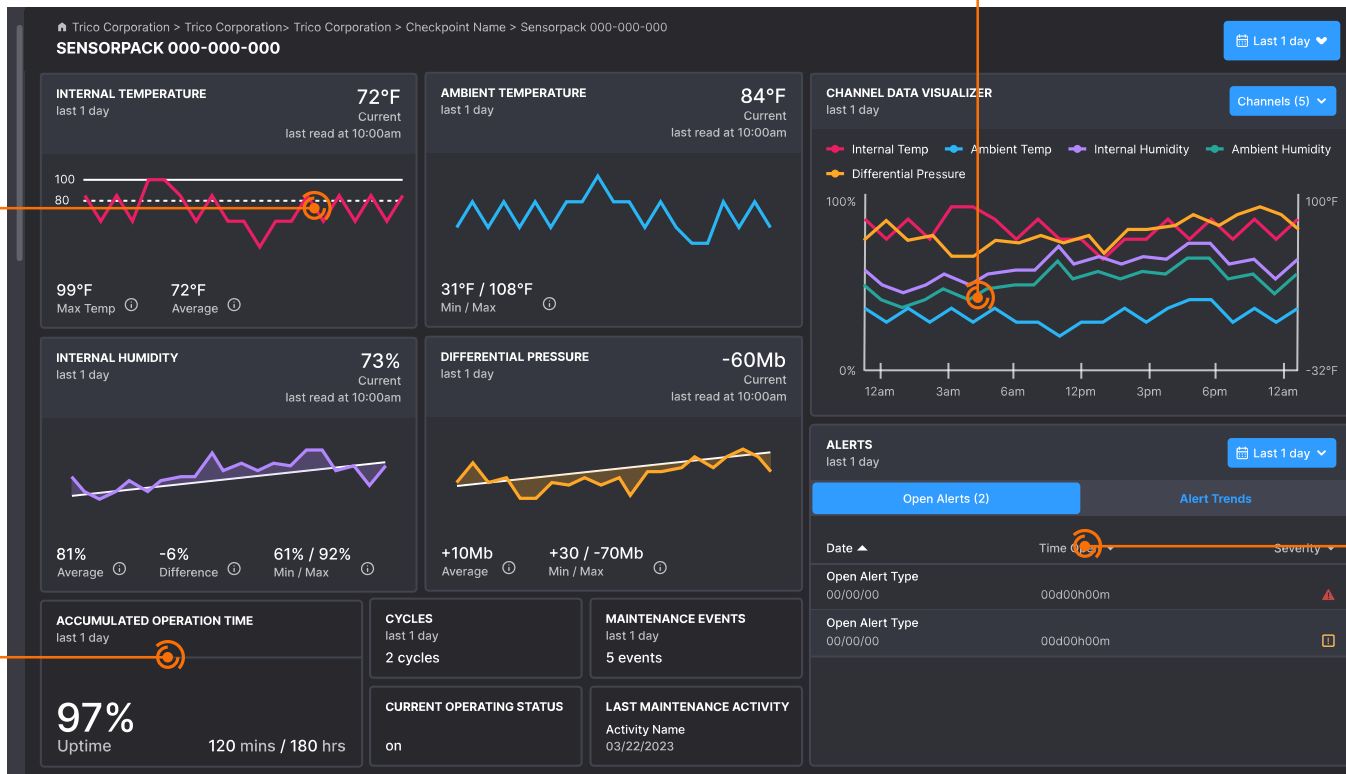 Trico Corporation > Trico Corporation> Trico Corporation > Checkpoint Name > Sensorpack 000-000-000
SENSORPACK 000-000-000
Last 1 day
INTERNAL TEMPERATURE
last 1 day
72°F
Current
last read at 10:00am
100
80
99°F
Max Temp
72°F
Average
AMBIENT TEMPERATURE
last 1 day
84°F
Current
last read at 10:00am
31°F / 108°F
Min / Max
CHANNEL DATA VISUALIZER
last 1 day
Channels (5)
Internal Temp
Ambient Temp
Internal Humidity
Ambient Humidity
Differential Pressure
100%
100°F
0%
-32°F
12am 3am 6am 12pm 3pm 6pm 12am
INTERNAL HUMIDITY
last 1 day
73%
Current
last read at 10:00am
81%
Average
-6%
Difference
61% / 92%
Min / Max
DIFFERENTIAL PRESSURE
last 1 day
-60Mb
Current
last read at 10:00am
+10Mb
Average
+30 / -70Mb
Min / Max
ALERTS
last 1 day
Last 1 day
Open Alerts (2)
Alert Trends
Date
Time Open
Severity
Open Alert Type
00/00/00
00d00h00m
Open Alert Type
00/00/00
00d00h00m
ACCUMULATED OPERATION TIME
last 1 day
97%
Uptime
120 mins / 180 hrs
CYCLES
last 1 day
2 cycles
MAINTENANCE EVENTS
last 1 day
5 events
CURRENT OPERATING STATUS
on
LAST MAINTENANCE ACTIVITY
Activity Name
03/22/2023